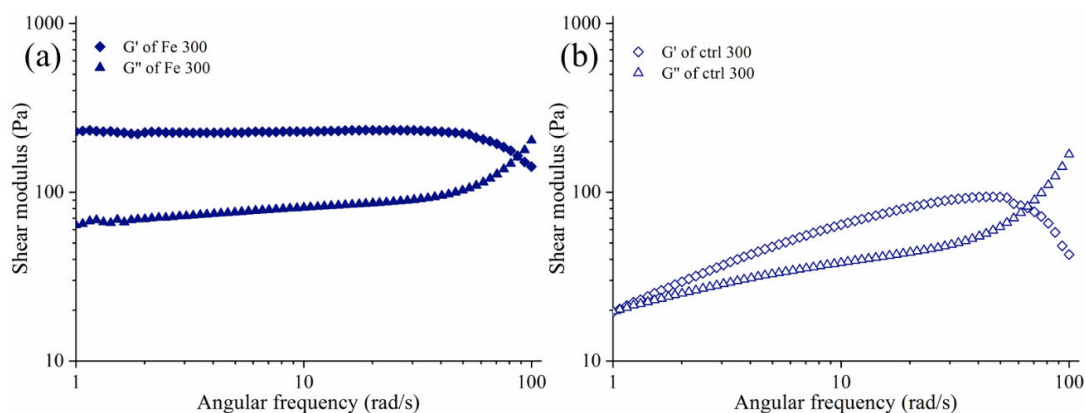 1000
(a)
G' of Fe 300
G" of Fe 300
Shear modulus (Pa)
100
10
1
10
100
Angular frequency (rad/s)
1000
(b)
G' of ctrl 300
G" of ctrl 300
Shear modulus (Pa)
100
10
1
10
100
Angular frequency (rad/s)